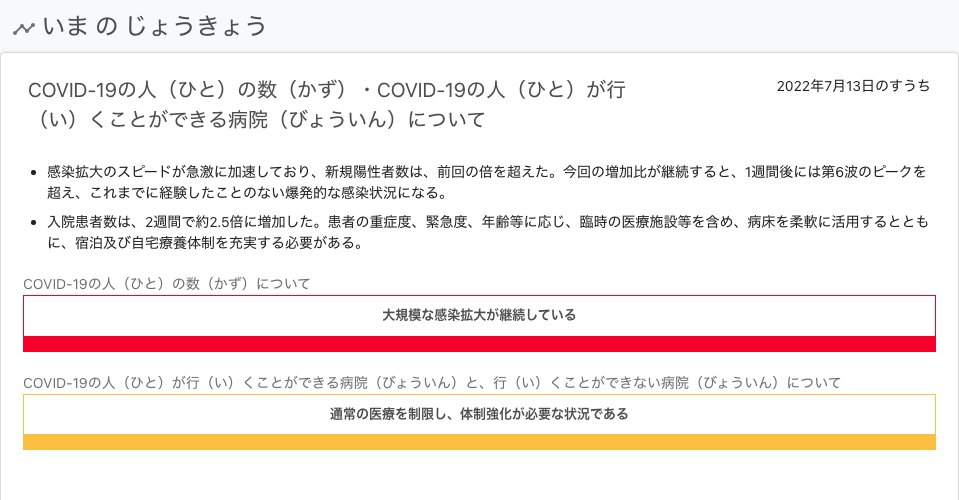 いま の じょうきょう
COVID-19の人（ひと）の数（かず）・COVID-19の人（ひと）が行
（い）くことができる病院（びょういん）について
2022年7月13日のすうち
感染拡大のスピードが急激に加速しており、新規陽性者数は、前回の倍を超えた。今回の増加比が継続すると、1週間後には第6波のピークを
超え、これまでに経験したことのない爆発的な感染状況になる。
入院患者数は、2週間で約2.5倍に増加した。患者の重症度、緊急度、年齢等に応じ、臨時の医療施設等を含め、病床を柔軟に活用するととも
に、宿泊及び自宅療養体制を充実する必要がある。
COVID-19の人（ひと）の数（かず）について
大規模な感染拡大が継続している
COVID-19の人（ひと）が行（い）くことができる病院（びょういん）と、行（い）くことができない病院（びょういん）について
通常の医療を制限し、体制強化が必要な状況である